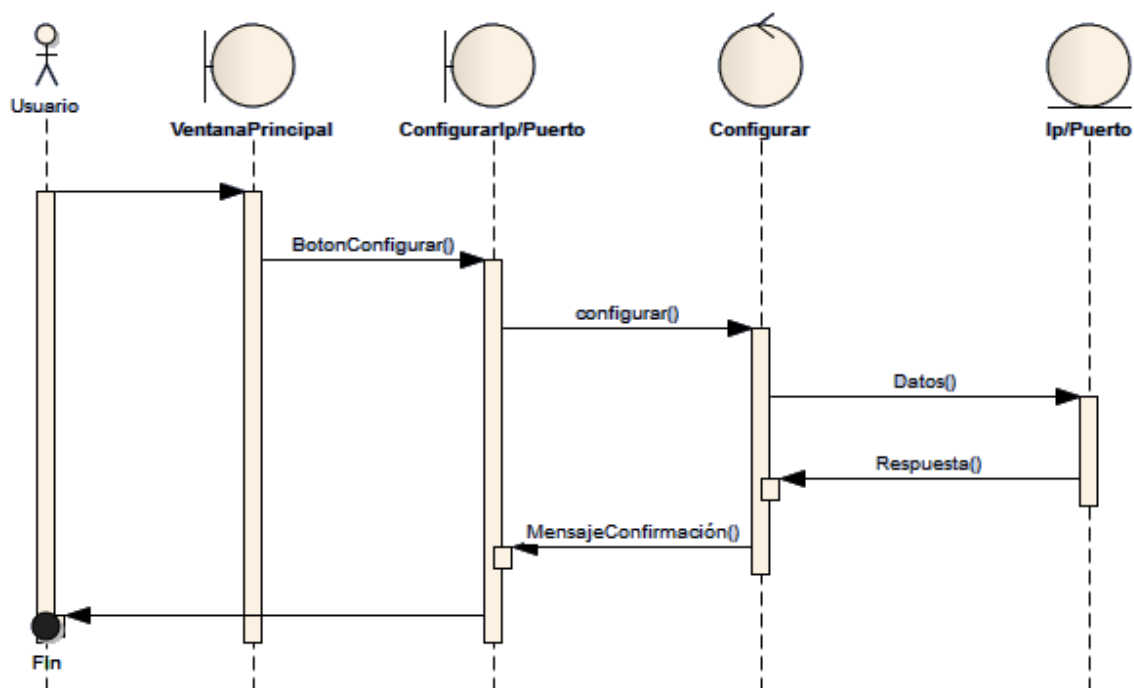 Usuario
VentanaPrincipal
ConfigurarIp/Puerto
Configurar
Ip/Puerto
BotonConfigurar()
configurar()
Datos()
Respuesta()
MensajeConfirmación()
FIn